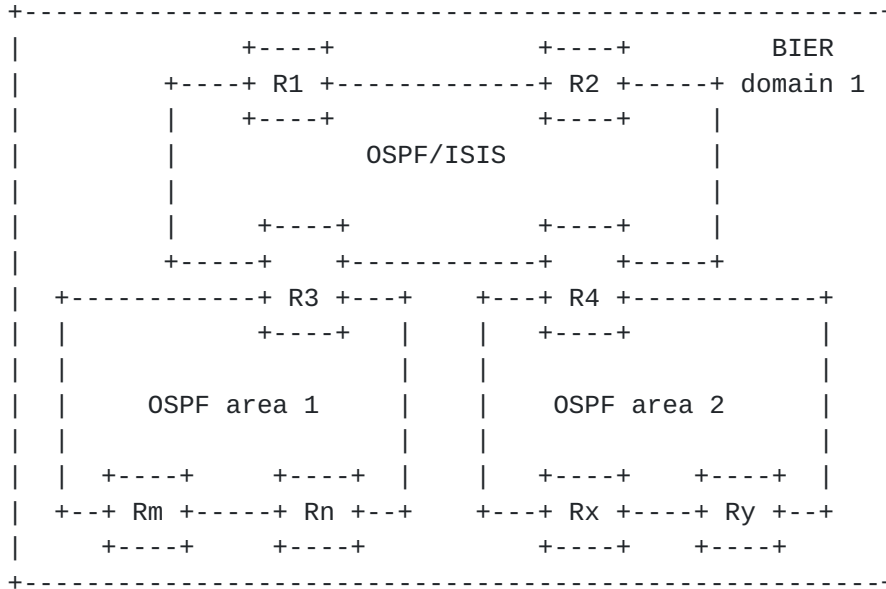 BIER
R1 R2 domain 1
OSPF/ISIS
R3 R4
OSPF area 1 OSPF area 2
Rm Rn Rx Ry